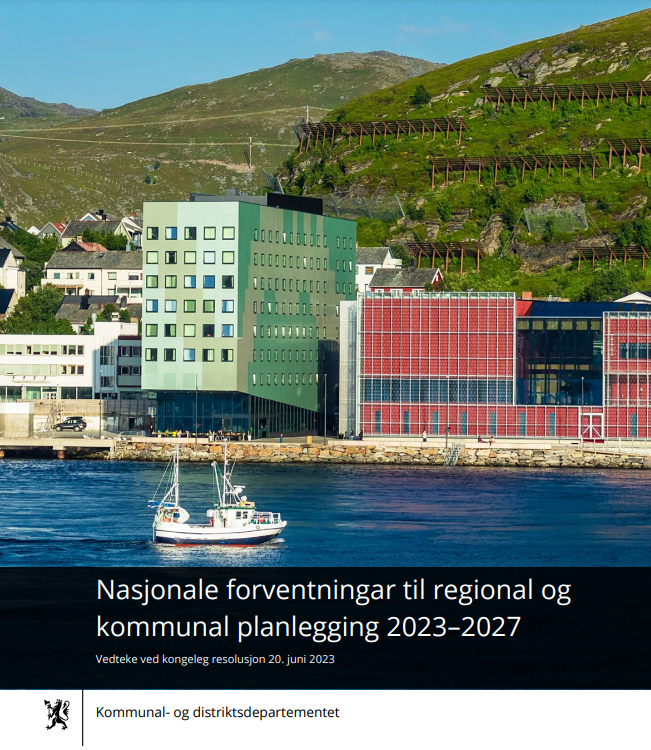 Nasjonale forventningar til regional og
kommunal planlegging 2023–2027
Vedteke ved kongeleg resolusjon 20. juni 2023
Kommunal- og distriktsdepartementet